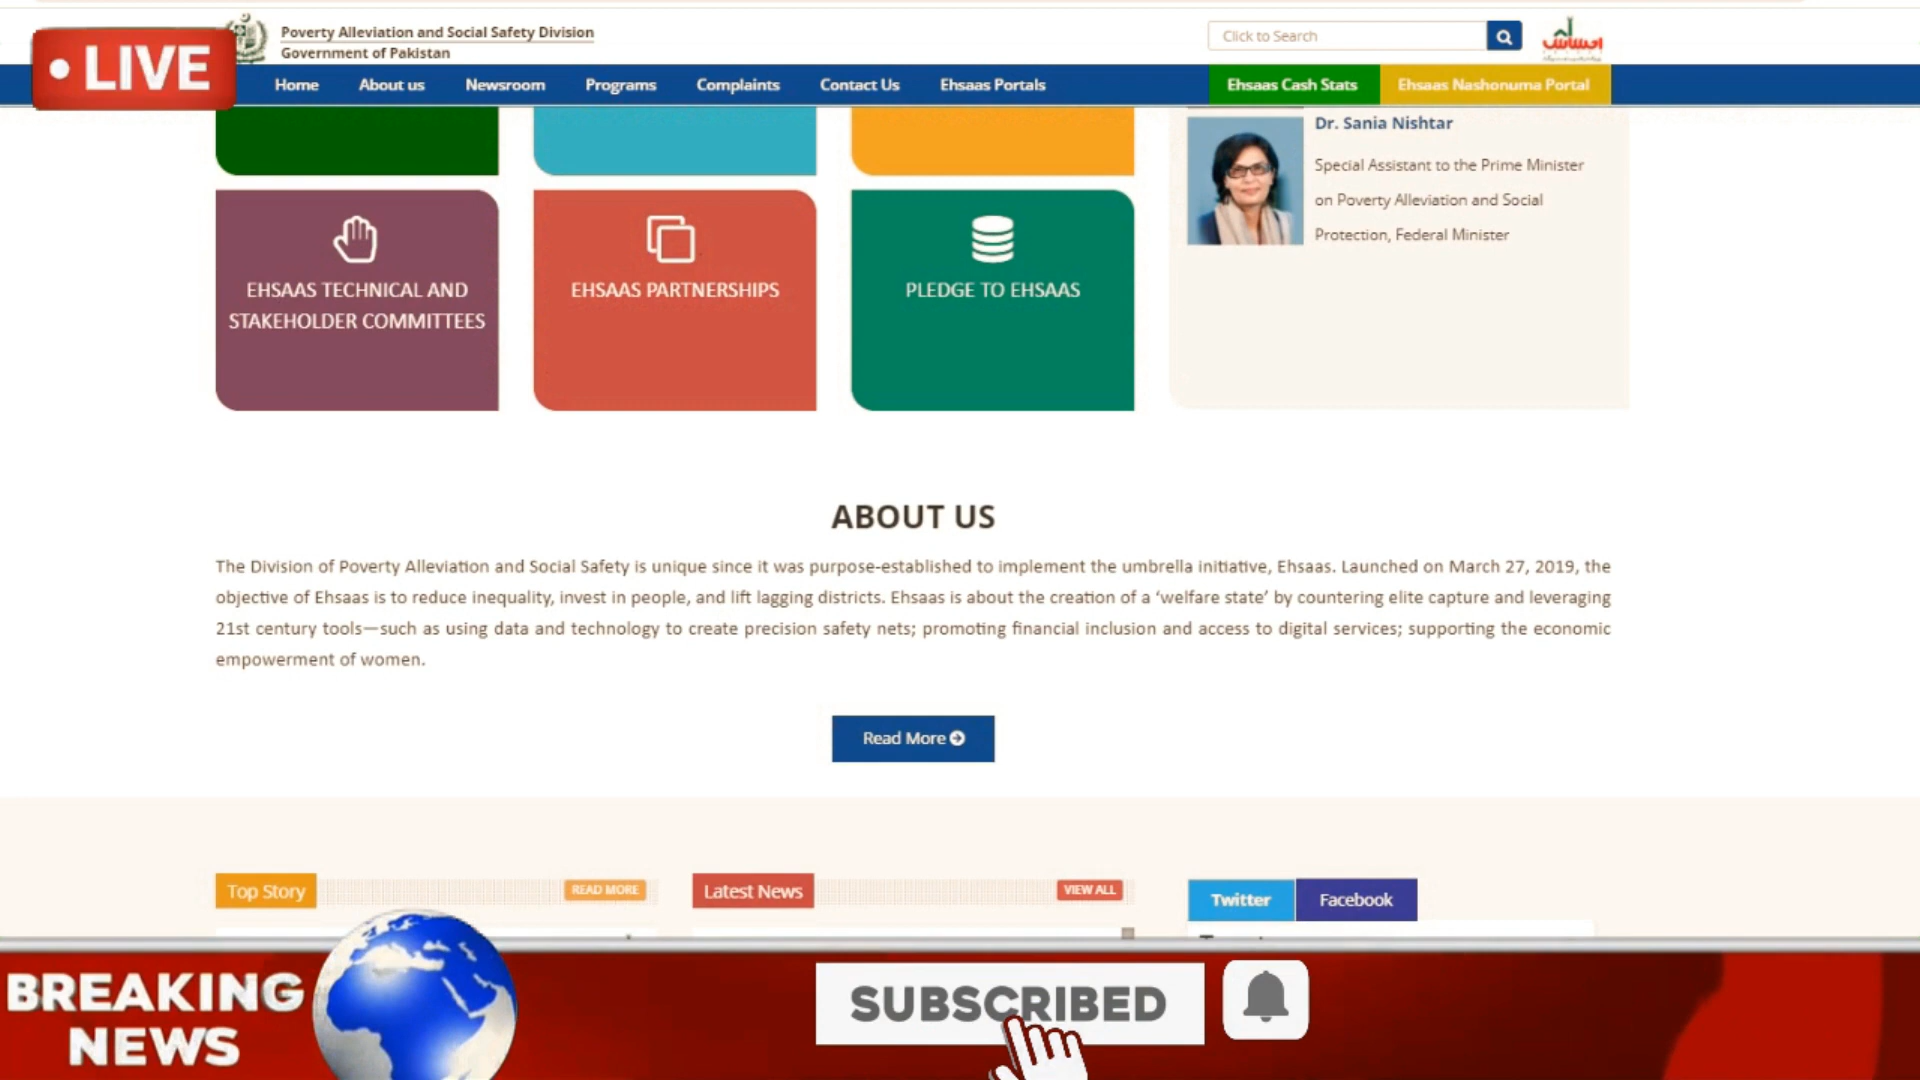 Poverty Alleviation and Social Safety Division
Government of Pakistan
Click to Search
احساس
LIVE
Home About us Newsroom Programs Complaints Contact Us Ehsaas Portals Ehsaas Cash Stats Ehsaas Nashonuma Portal
Dr. Sania Nishtar
Special Assistant to the Prime Minister
on Poverty Alleviation and Social
Protection, Federal Minister
EHSAAS TECHNICAL AND
STAKEHOLDER COMMITTEES
EHSAAS PARTNERSHIPS
PLEDGE TO EHSAAS
ABOUT US
The Division of Poverty Alleviation and Social Safety is unique since it was purpose-established to implement the umbrella initiative, Ehsaas. Launched on March 27, 2019, the
objective of Ehsaas is to reduce inequality, invest in people, and lift lagging districts. Ehsaas is about the creation of a ‘welfare state’ by countering elite capture and leveraging
21st century tools—such as using data and technology to create precision safety nets; promoting financial inclusion and access to digital services; supporting the economic
empowerment of women.
Read More
Top Story READ MORE
Latest News VIEW ALL
Twitter Facebook
BREAKING
NEWS
SUBSCRIBED